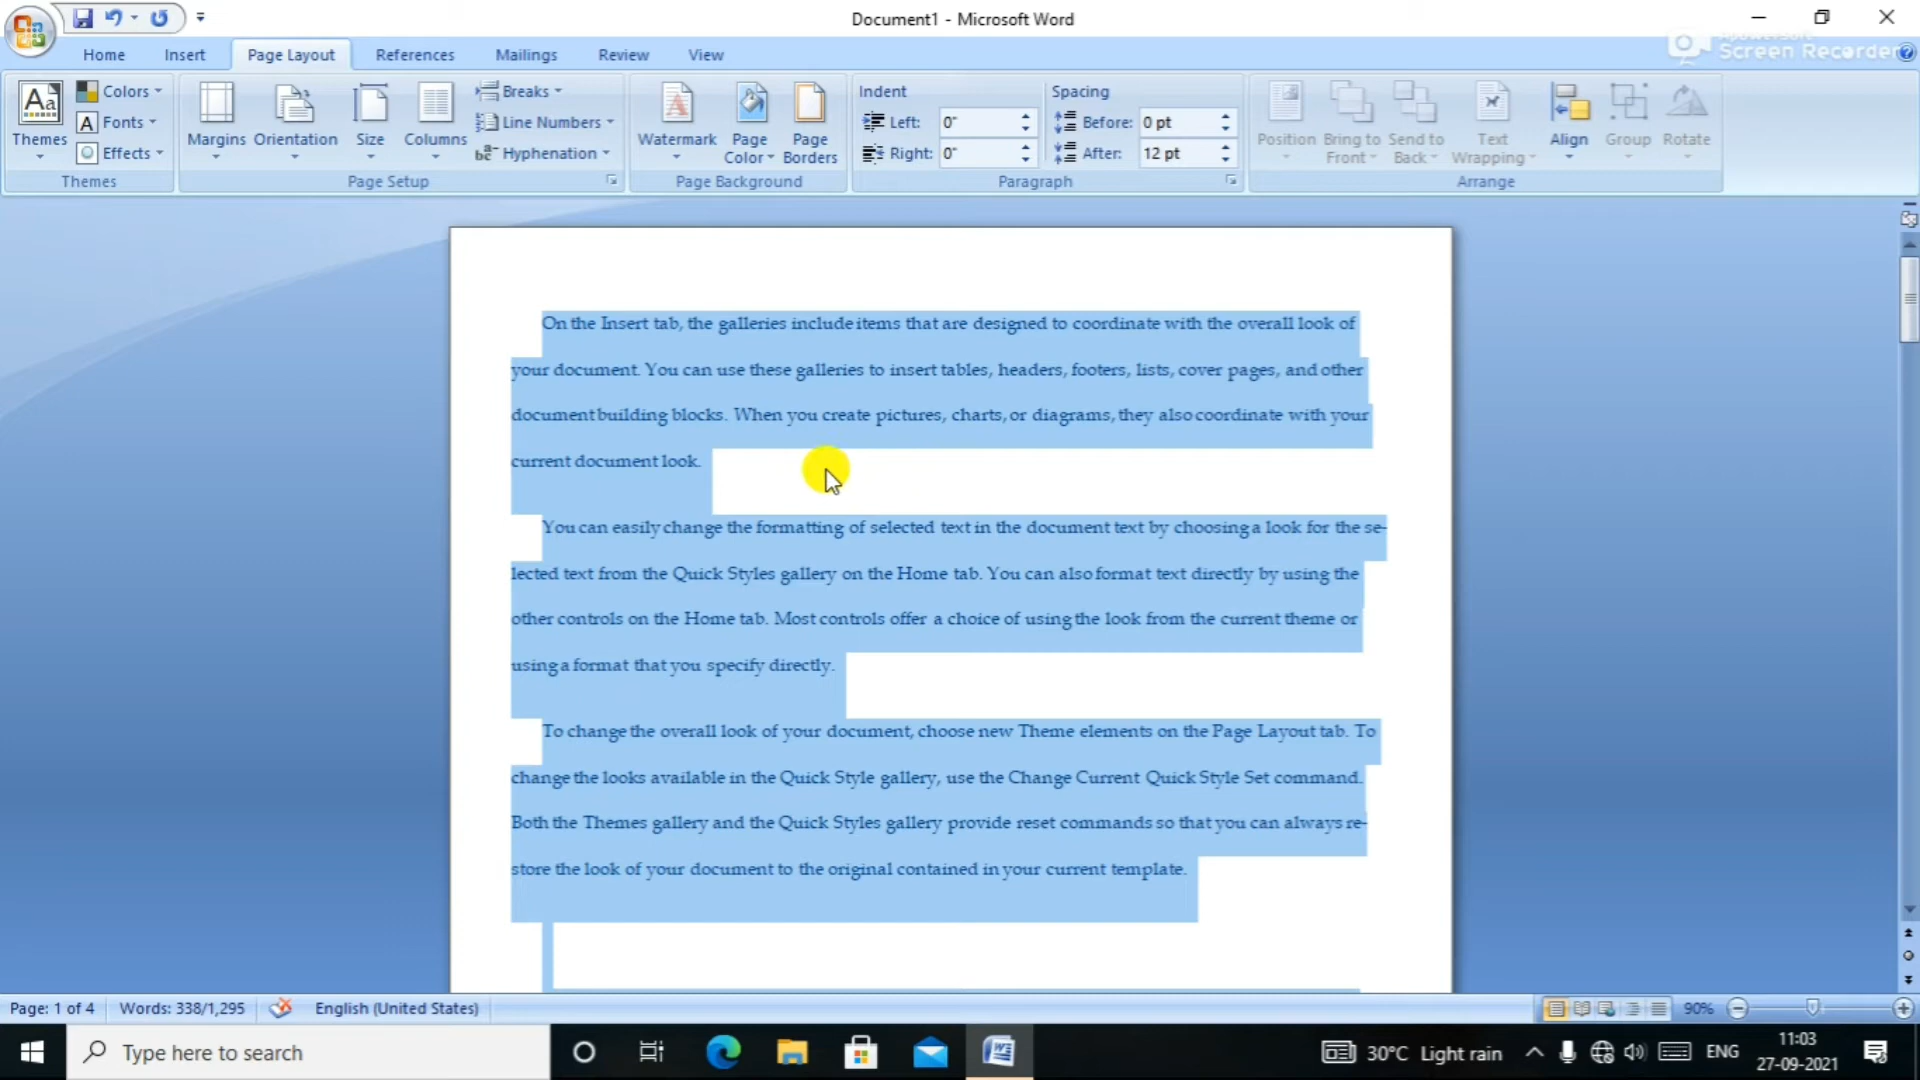 Document1 - Microsoft Word
Screen Recorder
Home Insert Page Layout References Mailings Review View
Themes
Colors
Fonts
Effects
Themes
Margins
Orientation
Size
Columns
Breaks
Line Numbers
Hyphenation
Page Setup
Watermark
Page Color
Page Borders
Page Background
Indent
Left: 0"
Right: 0"
Spacing
Before: 0 pt
After: 12 pt
Paragraph
Position
Bring to Front
Send to Back
Text Wrapping
Align
Group
Rotate
Arrange
On the Insert tab, the galleries include items that are designed to coordinate with the overall look of
your document. You can use these galleries to insert tables, headers, footers, lists, cover pages, and other
document building blocks. When you create pictures, charts, or diagrams, they also coordinate with your
current document look.
You can easily change the formatting of selected text in the document text by choosing a look for the se-
lected text from the Quick Styles gallery on the Home tab. You can also format text directly by using the
other controls on the Home tab. Most controls offer a choice of using the look from the current theme or
using a format that you specify directly.
To change the overall look of your document, choose new Theme elements on the Page Layout tab. To
change the looks available in the Quick Style gallery, use the Change Current Quick Style Set command.
Both the Themes gallery and the Quick Styles gallery provide reset commands so that you can always re-
store the look of your document to the original contained in your current template.
Page: 1 of 4 Words: 338/1,295 English (United States) 90%
Type here to search
30°C Light rain
ENG
11:03
27-09-2021